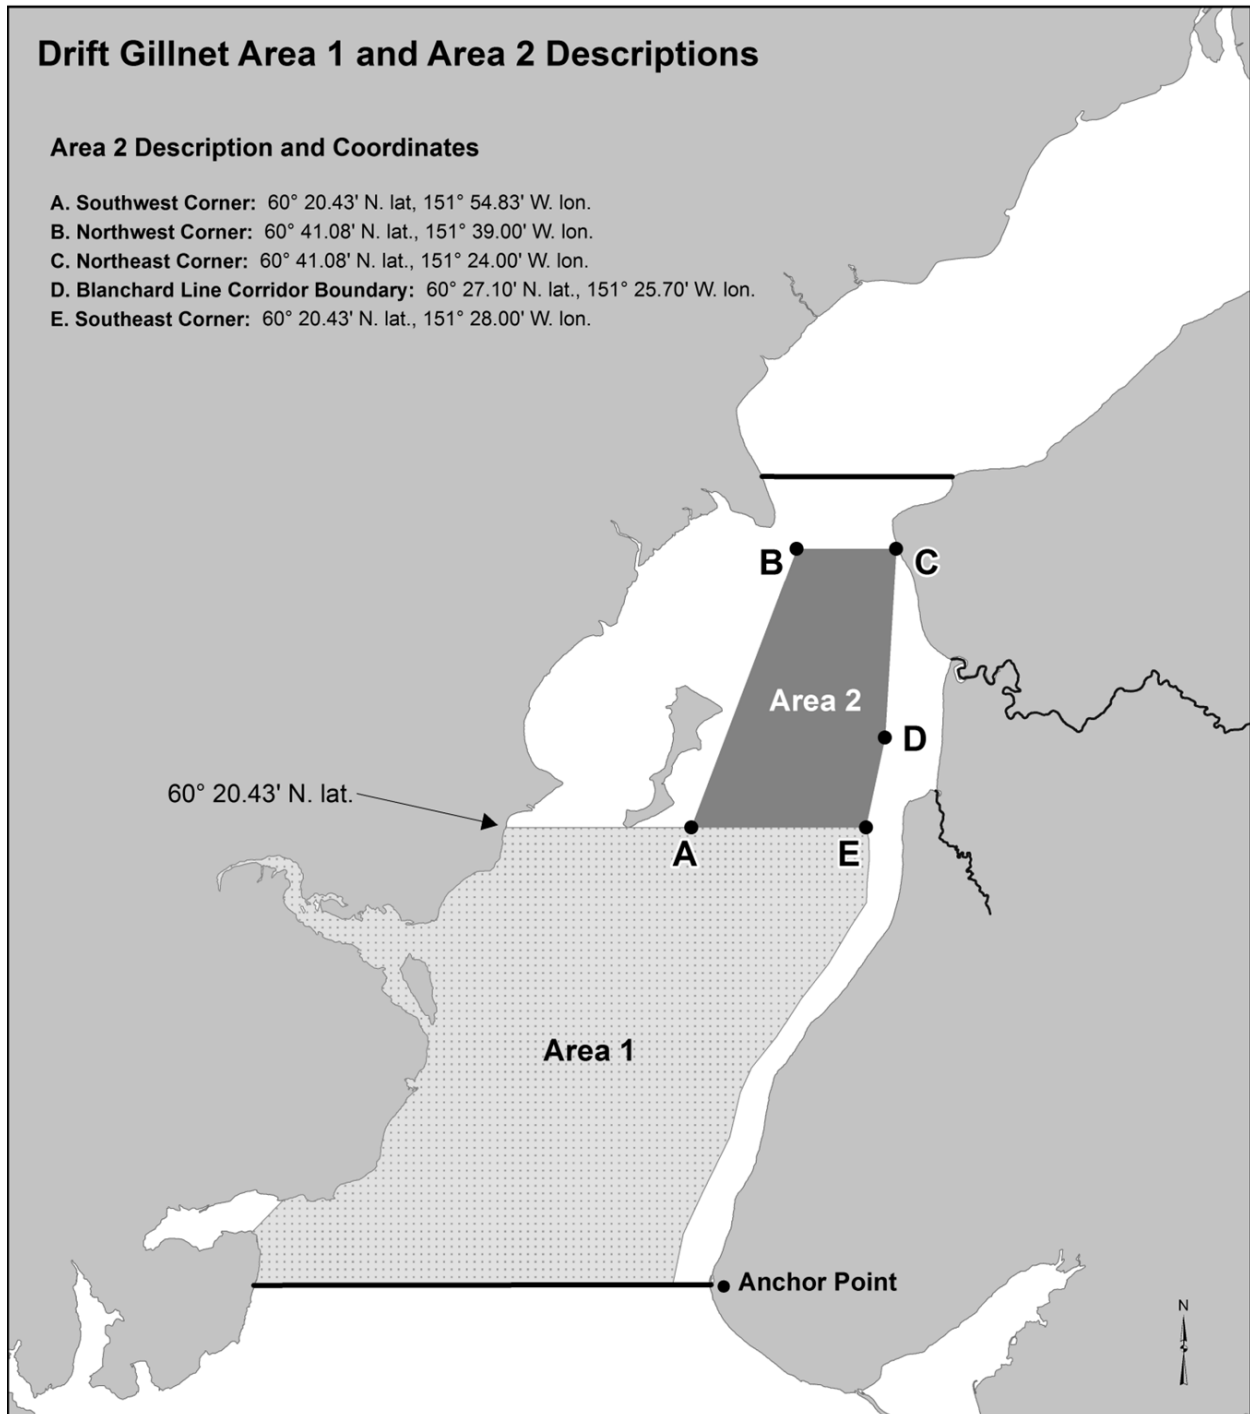 Drift Gillnet Area 1 and Area 2 Descriptions
Area 2 Description and Coordinates
A. Southwest Corner: 60° 20.43' N. lat, 151° 54.83' W. lon.
B. Northwest Corner: 60° 41.08' N. lat., 151° 39.00' W. lon.
C. Northeast Corner: 60° 41.08' N. lat., 151° 24.00' W. lon.
D. Blanchard Line Corridor Boundary: 60° 27.10' N. lat., 151° 25.70' W. lon.
E. Southeast Corner: 60° 20.43' N. lat., 151° 28.00' W. lon.
B
C
Area 2
D
60° 20.43' N. lat.
A
E
Area 1
Anchor Point
N